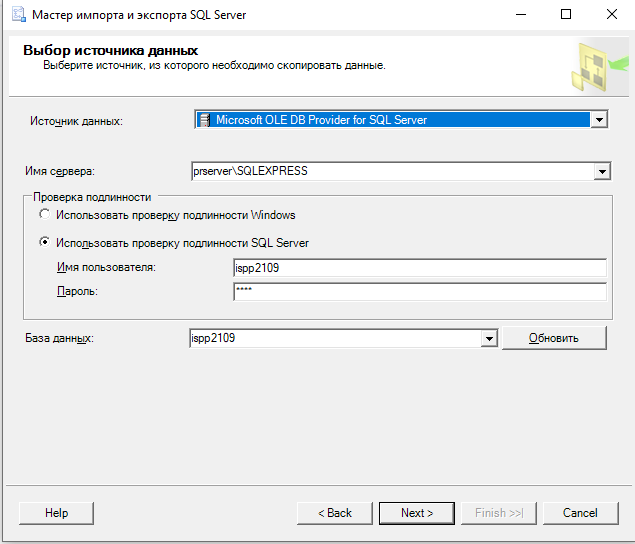 Мастер импорта и экспорта SQL Server
Выбор источника данных
Выберите источник, из которого необходимо скопировать данные.
Источник данных: Microsoft OLE DB Provider for SQL Server
Имя сервера: prserver\SQLEXPRESS
Проверка подлинности
Использовать проверку подлинности Windows
Использовать проверку подлинности SQL Server
Имя пользователя: ispp2109
Пароль: ****
База данных: ispp2109 Обновить
Help < Back Next > Finish >>| Cancel